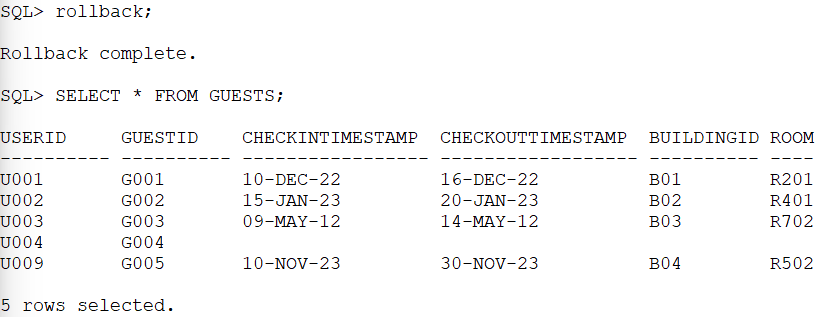 SQL> rollback;
Rollback complete.
SQL> SELECT * FROM GUESTS;
USERID     GUESTID    CHECKINTIMESTAMP  CHECKOUTTIMESTAMP  BUILDINGID ROOM
---------- ---------- ----------------- ------------------ ---------- ----
U001       G001       10-DEC-22         16-DEC-22          B01        R201
U002       G002       15-JAN-23         20-JAN-23          B02        R401
U003       G003       09-MAY-12         14-MAY-12          B03        R702
U004       G004
U009       G005       10-NOV-23         30-NOV-23          B04        R502
5 rows selected.